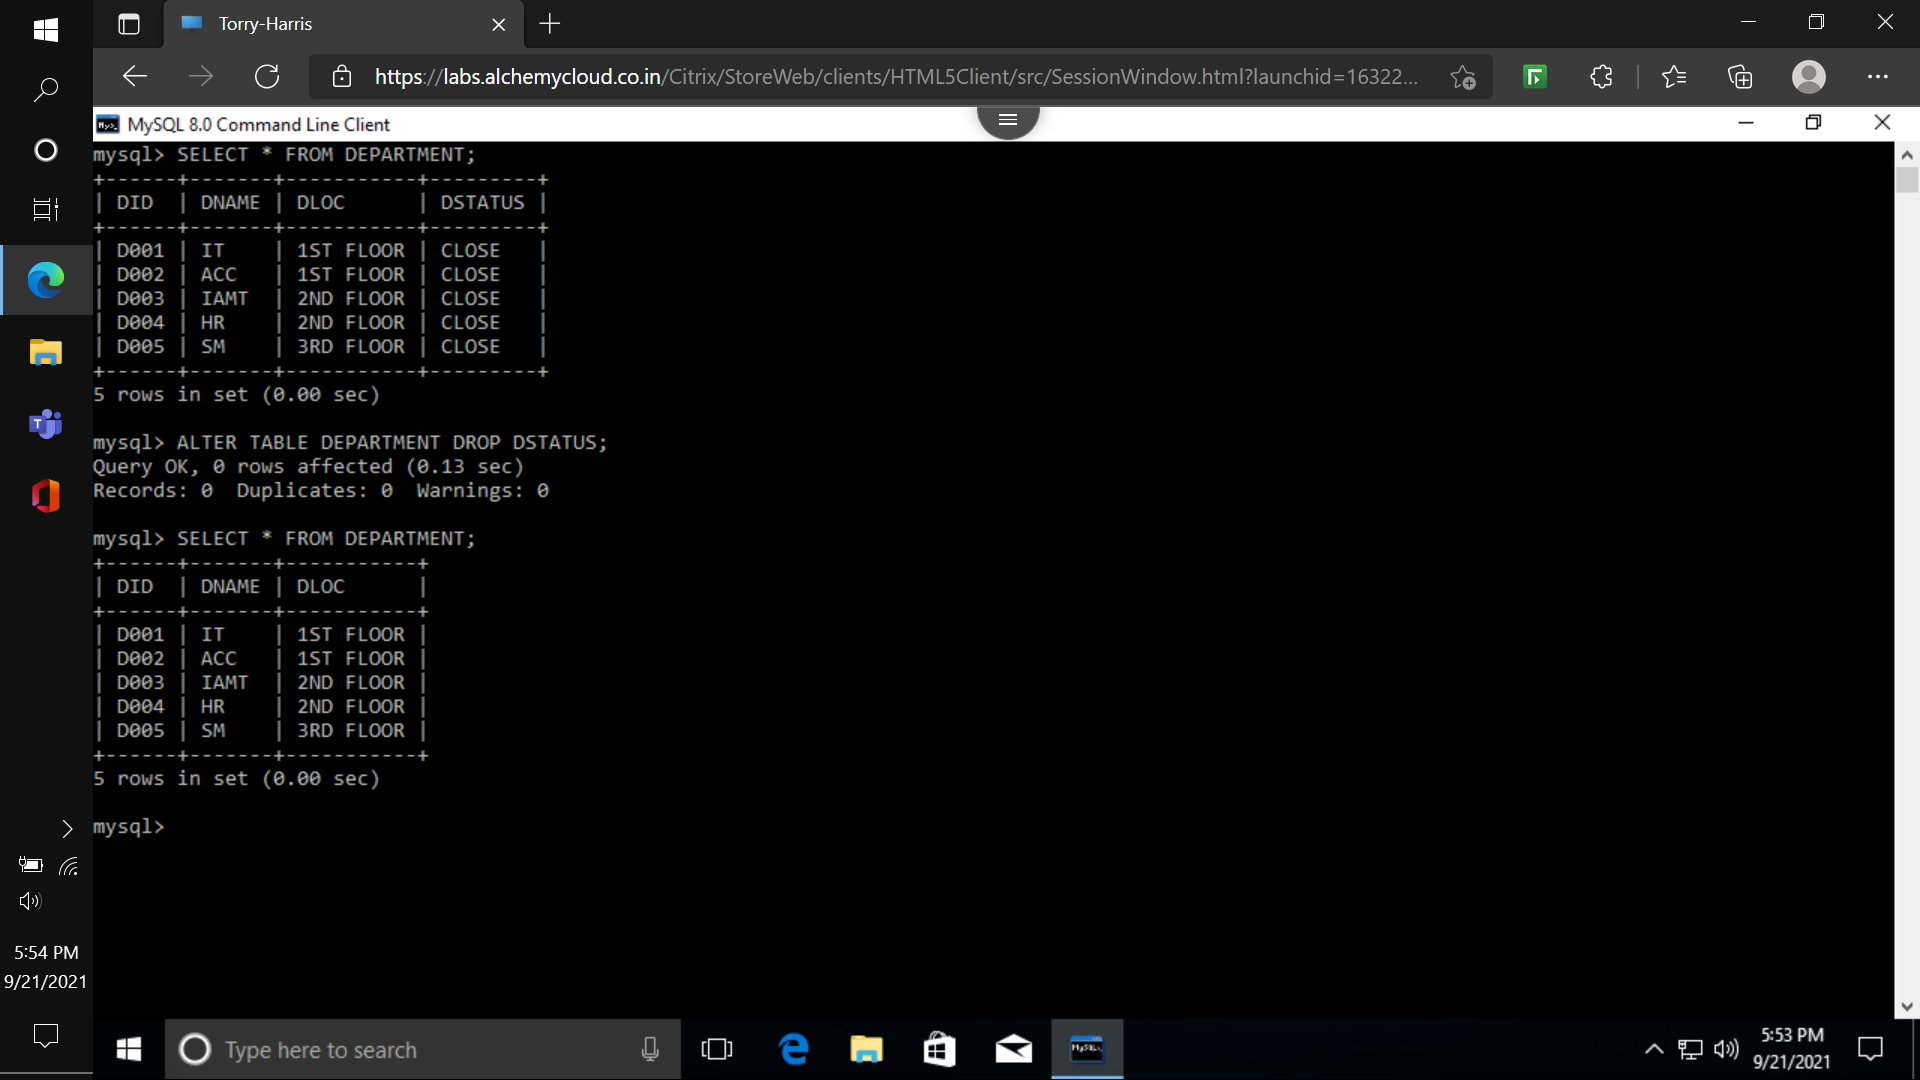 Torry-Harris
https://labs.alchemycloud.co.in/Citrix/StoreWeb/clients/HTML5Client/src/SessionWindow.html?launchid=16322...
MySQL 8.0 Command Line Client
mysql> SELECT * FROM DEPARTMENT;
+------+-------+-----------+---------+
| DID  | DNAME | DLOC      | DSTATUS |
+------+-------+-----------+---------+
| D001 | IT    | 1ST FLOOR | CLOSE   |
| D002 | ACC   | 1ST FLOOR | CLOSE   |
| D003 | IAMT  | 2ND FLOOR | CLOSE   |
| D004 | HR    | 2ND FLOOR | CLOSE   |
| D005 | SM    | 3RD FLOOR | CLOSE   |
+------+-------+-----------+---------+
5 rows in set (0.00 sec)
mysql> ALTER TABLE DEPARTMENT DROP DSTATUS;
Query OK, 0 rows affected (0.13 sec)
Records: 0  Duplicates: 0  Warnings: 0
mysql> SELECT * FROM DEPARTMENT;
+------+-------+-----------+
| DID  | DNAME | DLOC      |
+------+-------+-----------+
| D001 | IT    | 1ST FLOOR |
| D002 | ACC   | 1ST FLOOR |
| D003 | IAMT  | 2ND FLOOR |
| D004 | HR    | 2ND FLOOR |
| D005 | SM    | 3RD FLOOR |
+------+-------+-----------+
5 rows in set (0.00 sec)
mysql>
5:54 PM
9/21/2021
Type here to search
5:53 PM
9/21/2021